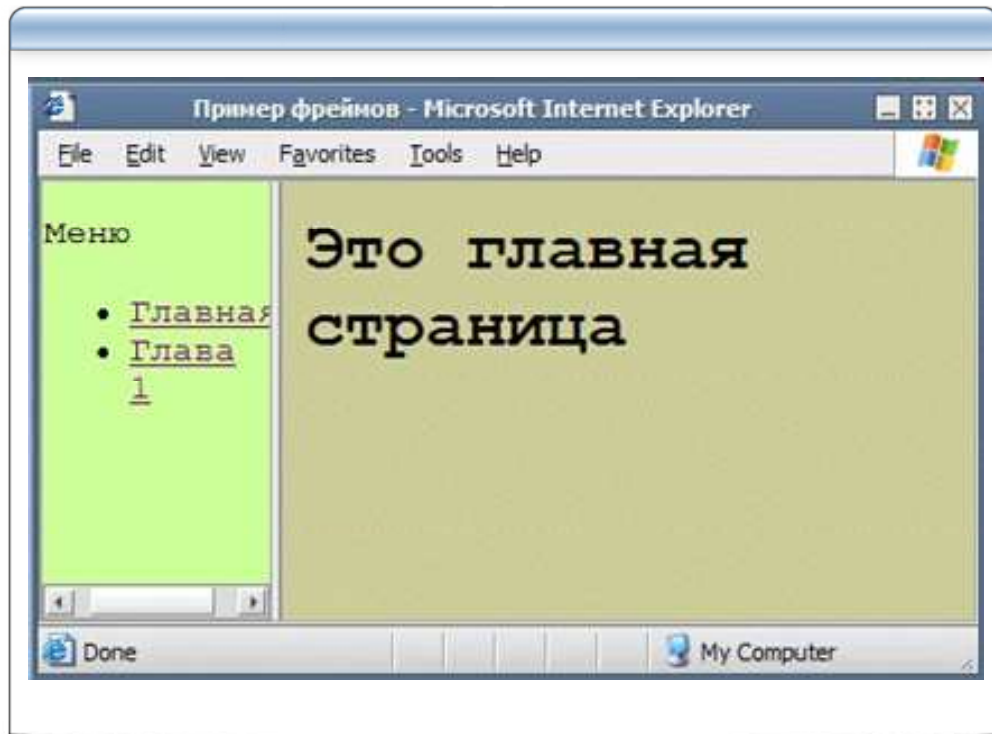 Пример фреймов - Microsoft Internet Explorer
File Edit View Favorites Tools Help
Меню
Главная
Глава
1
Это главная
страница
Done
My Computer